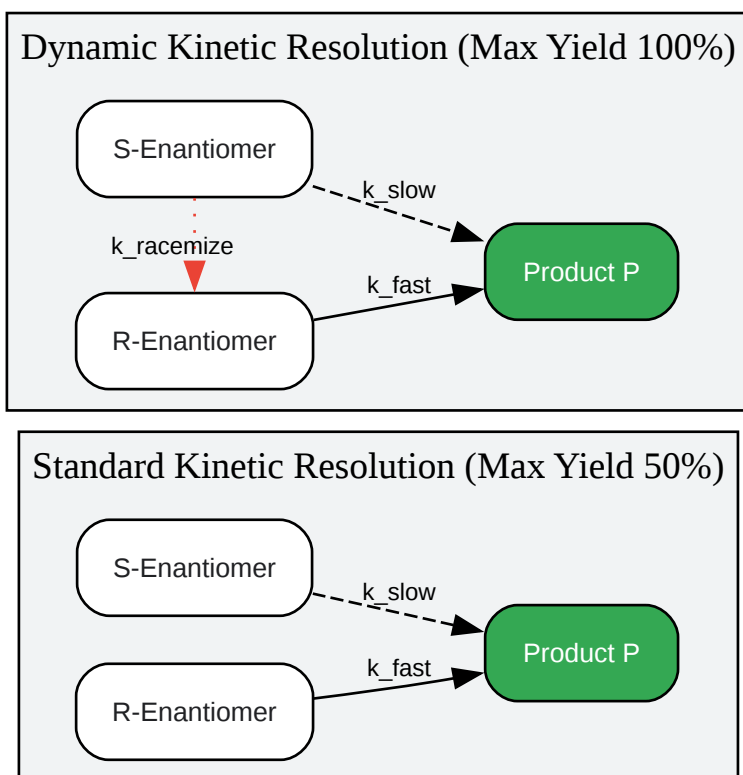 Dynamic Kinetic Resolution (Max Yield 100%)
S-Enantiomer
k_slow
k_racemize
Product P
k_fast
R-Enantiomer
Standard Kinetic Resolution (Max Yield 50%)
S-Enantiomer
k_slow
Product P
k_fast
R-Enantiomer